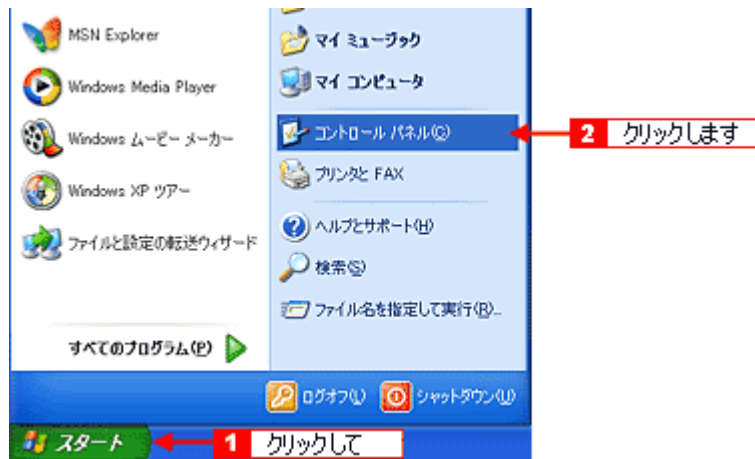 MSN Explorer
Windows Media Player
Windows ムービー メーカー
Windows XP ツアー
ファイルと設定の転送ウィザード
すべてのプログラム(P)
マイ ミュージック
マイ コンピュータ
コントロール パネル(C)
2 クリックします
プリンタと FAX
ヘルプとサポート(H)
検索(S)
ファイル名を指定して実行(R)...
ログオフ(L) シャットダウン(U)
スタート
1 クリックして